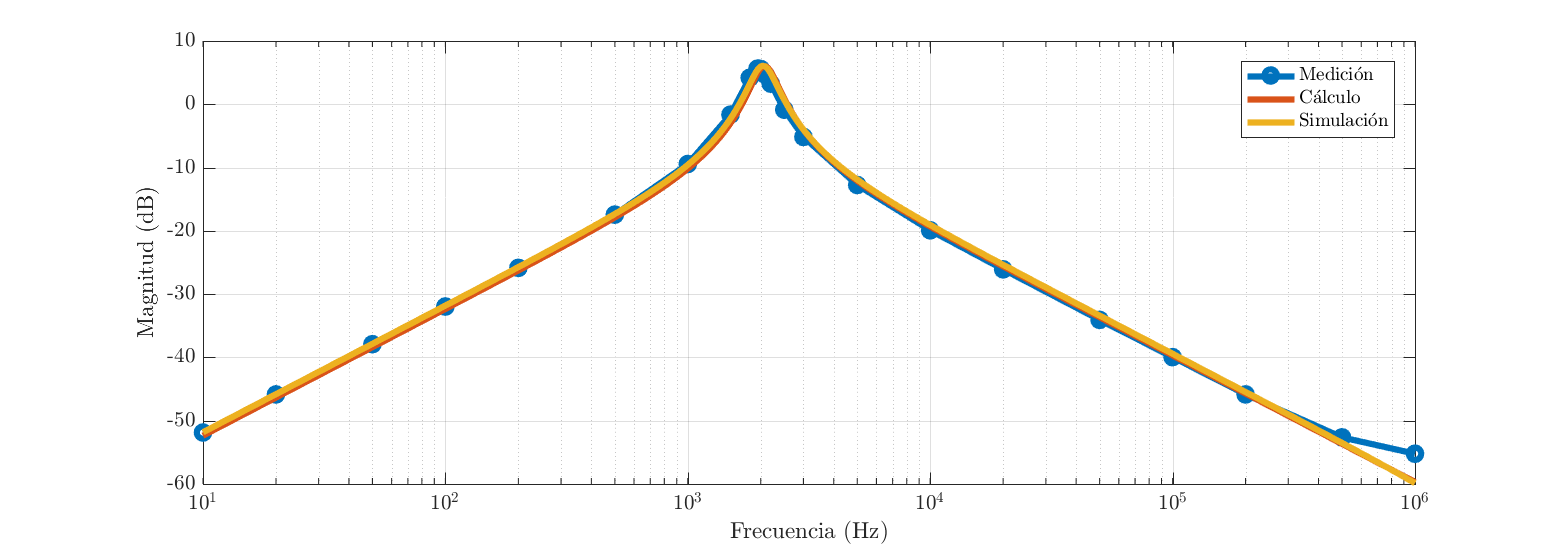 10
0
-10
-20
-30
-40
-50
-60
Magnitud (dB)
Medición
Cálculo
Simulación
10¹
10²
10³
10⁴
10⁵
10⁶
Frecuencia (Hz)